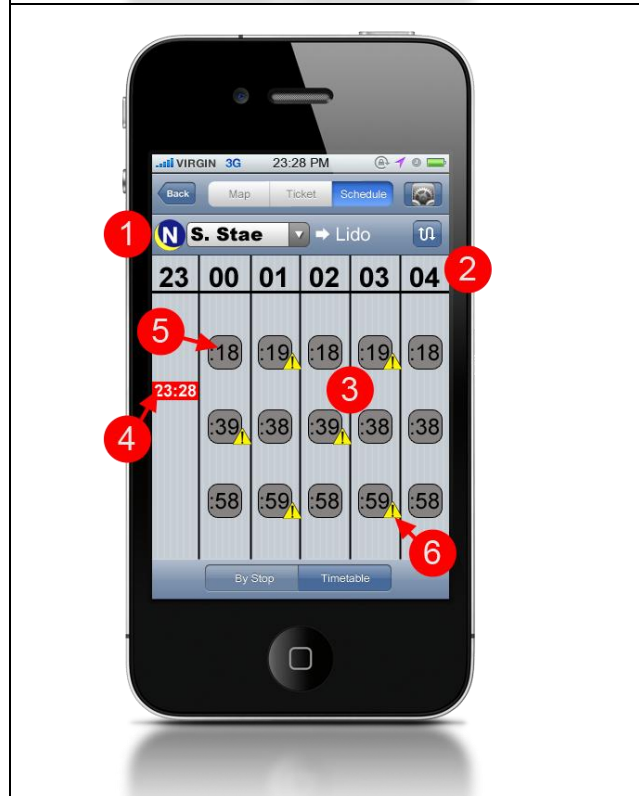 VIRGIN 3G 23:28 PM
Back Map Ticket Schedule
1 N S. Stae Lido
23 00 01 02 03 04 2
5 :18 :19 ! :18 :19 ! :18
3
23:28
4 :39 ! :38 :39 ! :38 :38
:58 :59 ! :58 :59 ! :58
6
By Stop Timetable